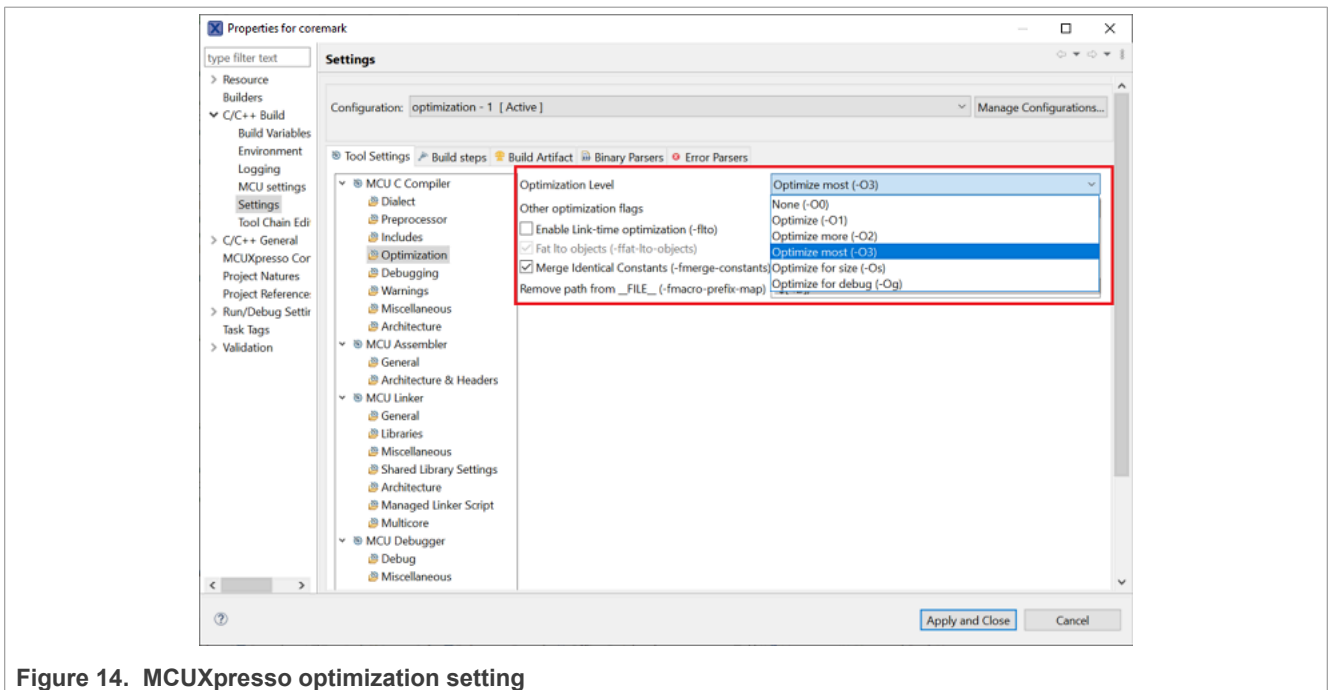 Properties for coremark
type filter text
Settings
> Resource
Builders
C/C++ Build
Build Variables
Environment
Logging
MCU settings
Settings
Tool Chain Edi
> C/C++ General
MCUXpresso Cor
Project Natures
Project Reference
> Run/Debug Settir
Task Tags
> Validation
Configuration: optimization - 1 [ Active ]
Manage Configurations...
Tool Settings Build steps Build Artifact Binary Parsers Error Parsers
MCU C Compiler
Dialect
Preprocessor
Includes
Optimization
Debugging
Warnings
Miscellaneous
Architecture
MCU Assembler
General
Architecture & Headers
MCU Linker
General
Libraries
Miscellaneous
Shared Library Settings
Architecture
Managed Linker Script
Multicore
MCU Debugger
Debug
Miscellaneous
Optimization Level Optimize most (-O3)
Other optimization flags
Enable Link-time optimization (-flto)
Fat lto objects (-ffat-lto-objects)
Merge Identical Constants (-fmerge-constants)
Remove path from __FILE__ (-fmacro-prefix-map)
None (-O0)
Optimize (-O1)
Optimize more (-O2)
Optimize most (-O3)
Optimize for size (-Os)
Optimize for debug (-Og)
Apply and Close
Cancel
Figure 14. MCUXpresso optimization setting